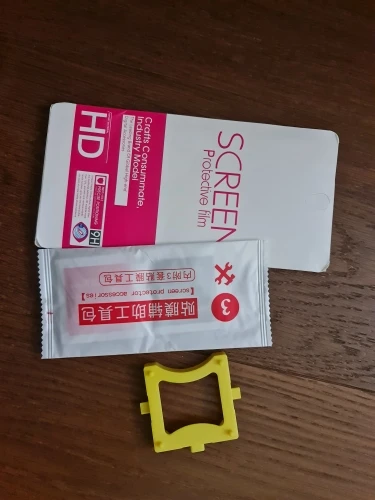 SCREEN
Protective film
Crafts Consummate,
Industry Model
HD
9H
3
贴膜辅助工具包
【screen protector accessories】
内附3套贴膜工具包